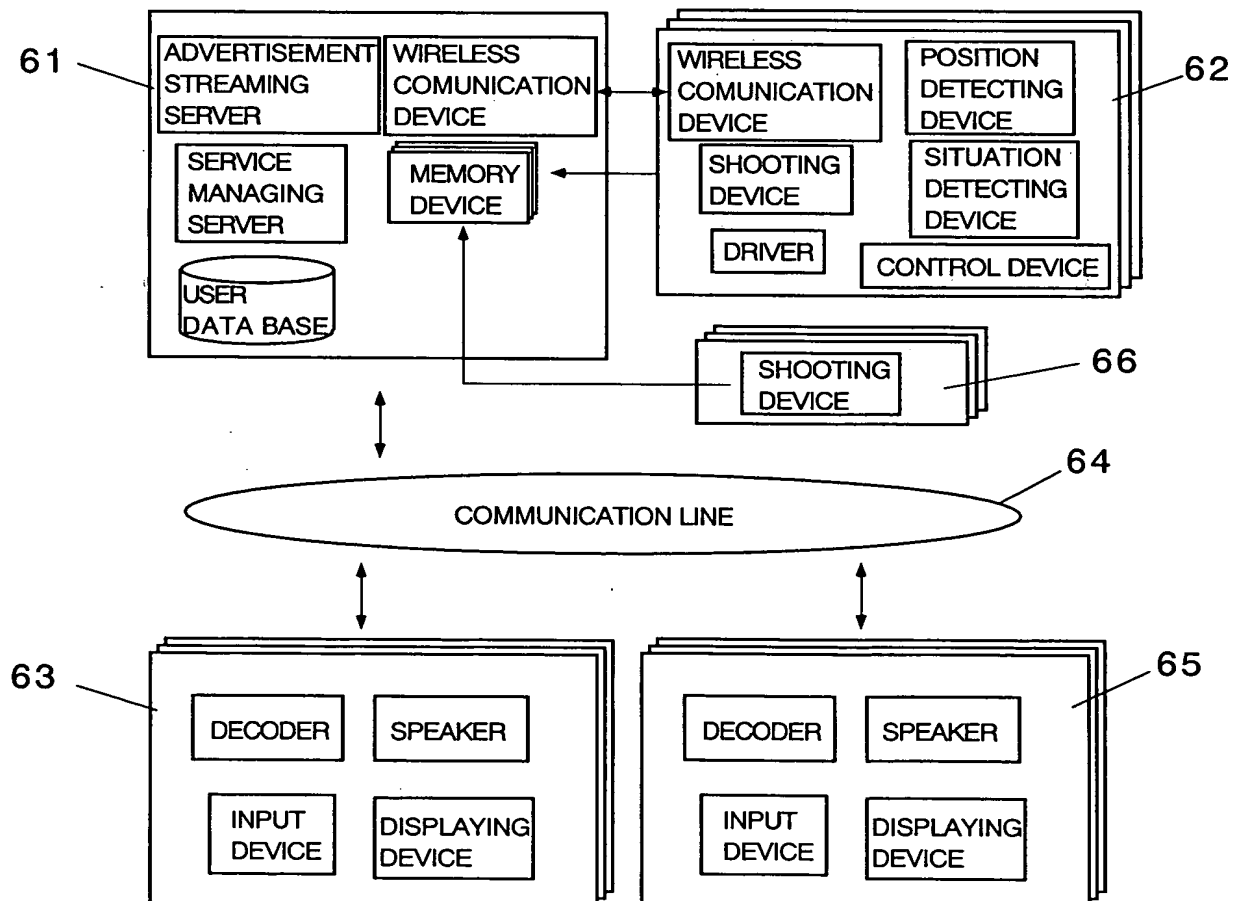 61
ADVERTISEMENT
STREAMING
SERVER
WIRELESS
COMUNICATION
DEVICE
SERVICE
MANAGING
SERVER
MEMORY
DEVICE
USER
DATA BASE
WIRELESS
COMUNICATION
DEVICE
POSITION
DETECTING
DEVICE
62
SHOOTING
DEVICE
SITUATION
DETECTING
DEVICE
DRIVER
CONTROL DEVICE
SHOOTING
DEVICE
66
64
COMMUNICATION LINE
63
DECODER
SPEAKER
INPUT
DEVICE
DISPLAYING
DEVICE
65
DECODER
SPEAKER
INPUT
DEVICE
DISPLAYING
DEVICE